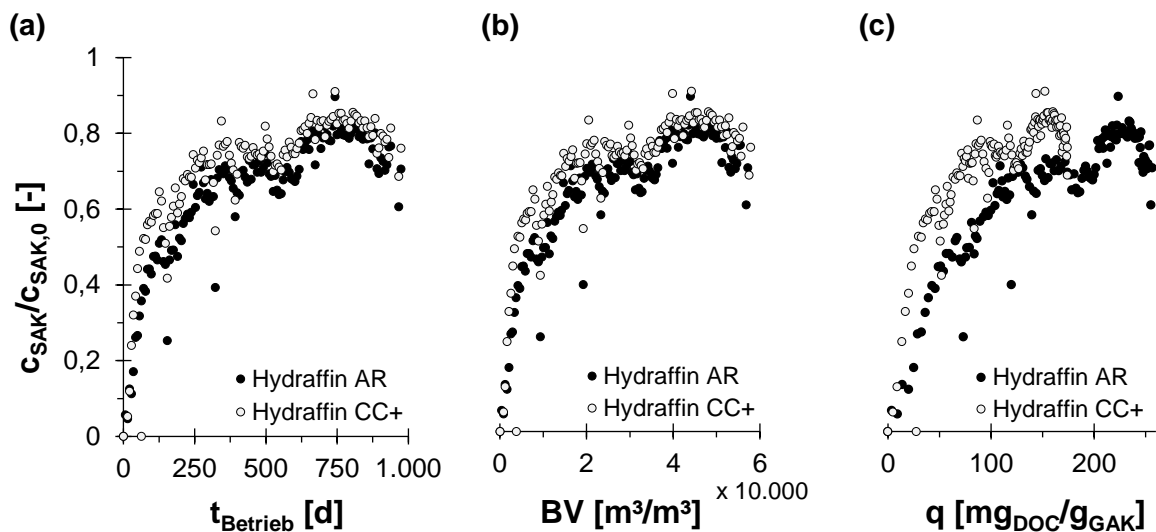 (a)
(b)
(c)
c_SAK/c_SAK,0 [-]
1
0,8
0,6
0,4
0,2
0
Hydraffin AR
Hydraffin CC+
0 250 500 750 1.000
t_Betrieb [d]
Hydraffin AR
Hydraffin CC+
0 2 4 6
x 10.000
BV [m³/m³]
Hydraffin AR
Hydraffin CC+
0 100 200
q [mg_DOC/g_GAK]